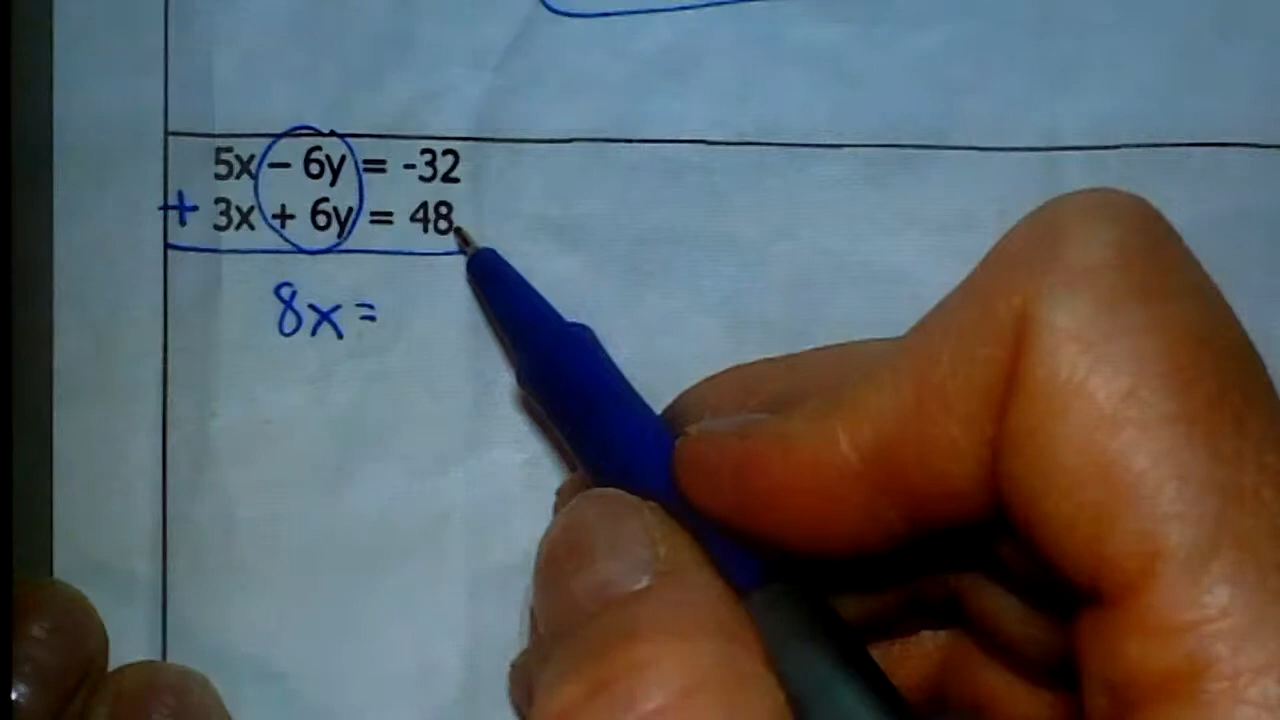 5x - 6y = -32
+ 3x + 6y = 48
8x =